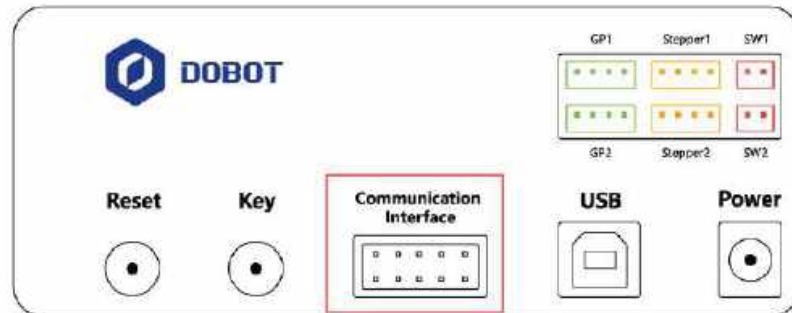 GP1 Stepper1 SW1
DOBOT
GP2 Stepper2 SW2
Reset Key Communication Interface USB Power